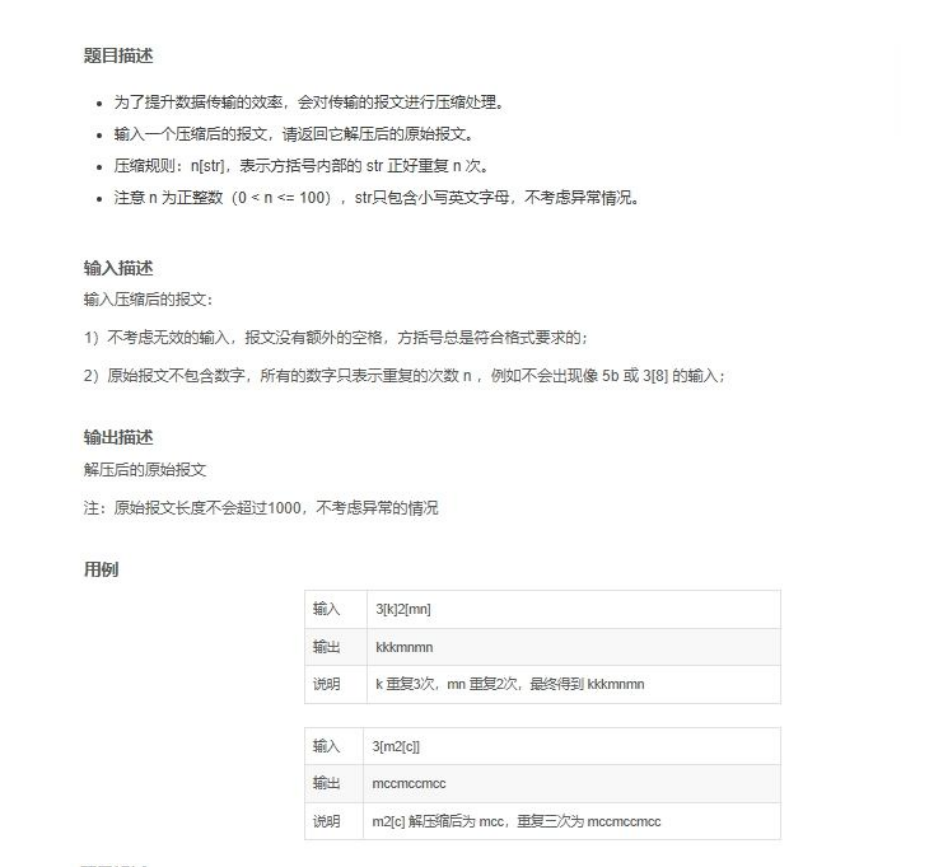 题目描述
为了提升数据传输的效率，会对传输的报文进行压缩处理。
输入一个压缩后的报文，请返回它解压后的原始报文。
压缩规则：n[str]，表示方括号内部的 str 正好重复 n 次。
注意 n 为正整数（0 < n <= 100），str只包含小写英文字母，不考虑异常情况。
输入描述
输入压缩后的报文：
1）不考虑无效的输入，报文没有额外的空格，方括号总是符合格式要求的；
2）原始报文不包含数字，所有的数字只表示重复的次数 n ，例如不会出现像 5b 或 3[8] 的输入；
输出描述
解压后的原始报文
注：原始报文长度不会超过1000，不考虑异常的情况
用例
输入 3[k]2[mn]
输出 kkkmnmn
说明 k 重复3次，mn 重复2次，最终得到 kkkmnmn
输入 3[m2[c]]
输出 mccmccmcc
说明 m2[c] 解压缩后为 mcc，重复三次为 mccmccmcc